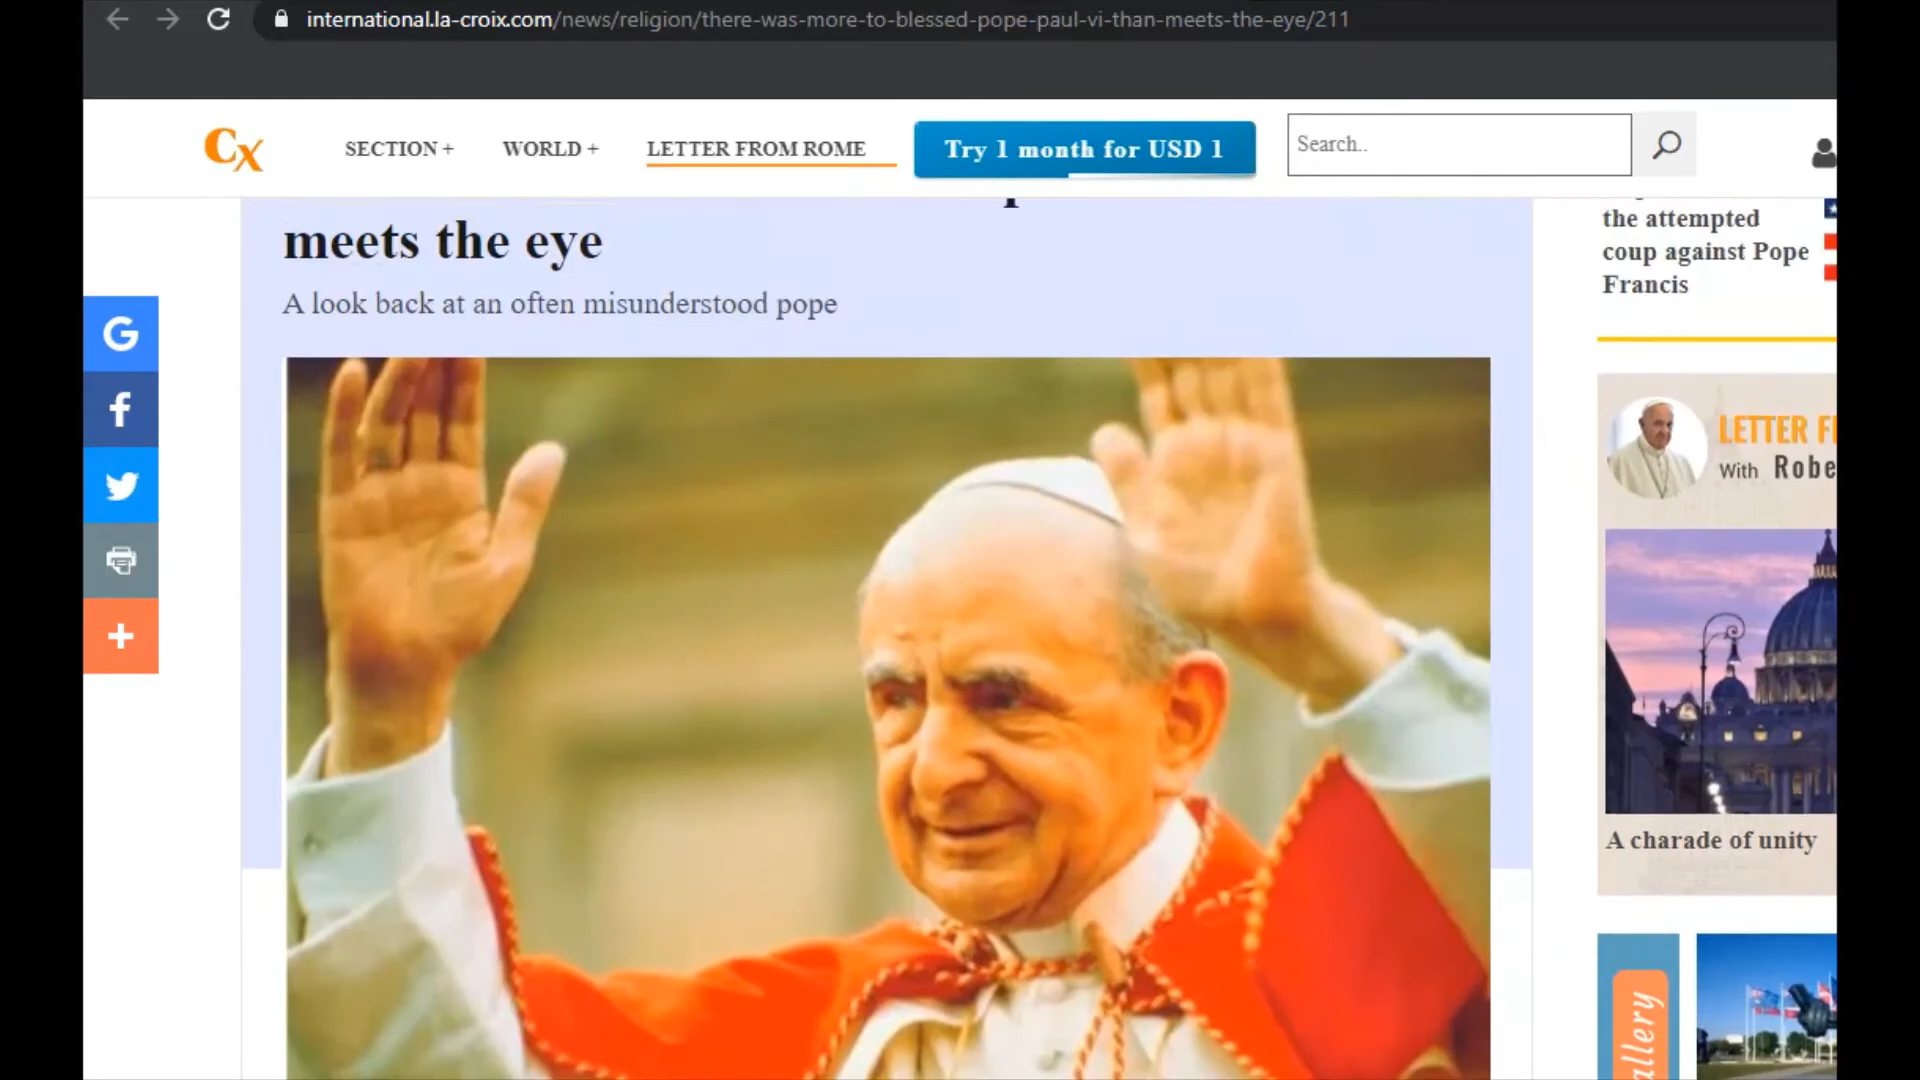 international.la-croix.com/news/religion/there-was-more-to-blessed-pope-paul-vi-than-meets-the-eye/211
Cx
SECTION +
WORLD +
LETTER FROM ROME
Try 1 month for USD 1
Search..
meets the eye
A look back at an often misunderstood pope
the attempted
coup against Pope
Francis
LETTER
With
A charade of unity